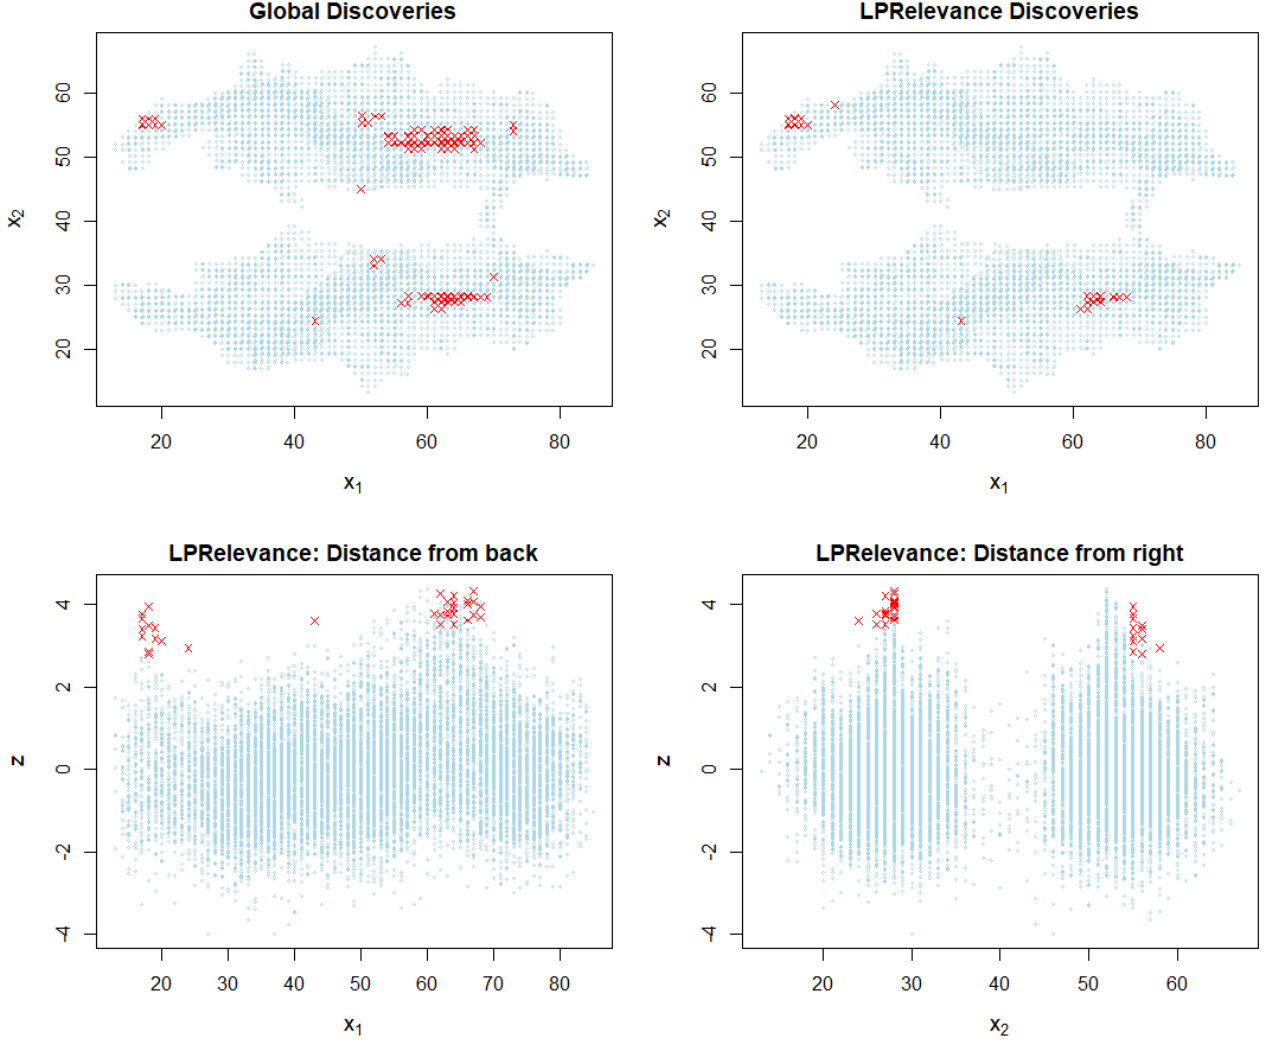 Global Discoveries
x2
60
50
40
30
20
20 40 60 80
x1
LPRelevance Discoveries
x2
60
50
40
30
20
20 40 60 80
x1
LPRelevance: Distance from back
z
4
2
0
-2
-4
20 30 40 50 60 70 80
x1
LPRelevance: Distance from right
z
4
2
0
-2
-4
20 30 40 50 60
x2